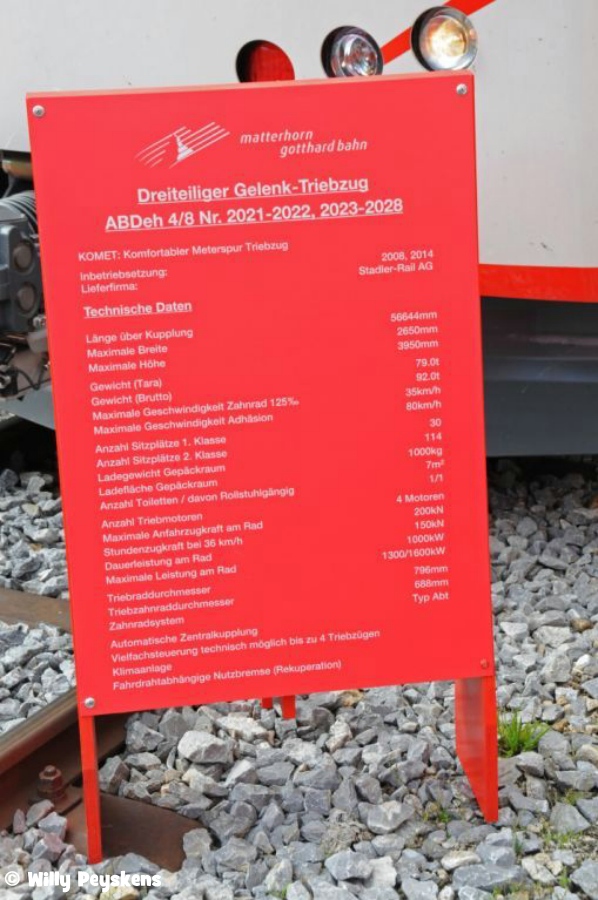 matterhorn
gotthard bahn
Dreiteiliger Gelenk-Triebzug
ABDeh 4/8 Nr. 2021-2022, 2023-2028
KOMET: Komfortabler Meterspur Triebzug
Inbetriebsetzung: 2008, 2014
Lieferfirma: Stadler-Rail AG
Technische Daten
Länge über Kupplung 56644mm
Maximale Breite 2650mm
Maximale Höhe 3950mm
Gewicht (Tara) 79.0t
Gewicht (Brutto) 92.0t
Maximale Geschwindigkeit Zahnrad 125‰ 35km/h
Maximale Geschwindigkeit Adhäsion 80km/h
Anzahl Sitzplätze 1. Klasse 30
Anzahl Sitzplätze 2. Klasse 114
Ladegewicht Gepäckraum 1000kg
Ladefläche Gepäckraum 7m²
Anzahl Toiletten / davon Rollstuhlgängig 1/1
Anzahl Triebmotoren 4 Motoren
Maximale Anfahrzugkraft am Rad 200kN
Stundenzugkraft bei 36 km/h 150kN
Dauerleistung am Rad 1000kW
Maximale Leistung am Rad 1300/1600kW
Triebraddurchmesser 796mm
Triebzahnraddurchmesser 688mm
Zahnradsystem Typ Abt
Automatische Zentralkupplung
Vielfachsteuerung technisch möglich bis zu 4 Triebzügen
Klimaanlage
Fahrdrahtabhängige Nutzbremse (Rekuperation)
© Willy Peyskens